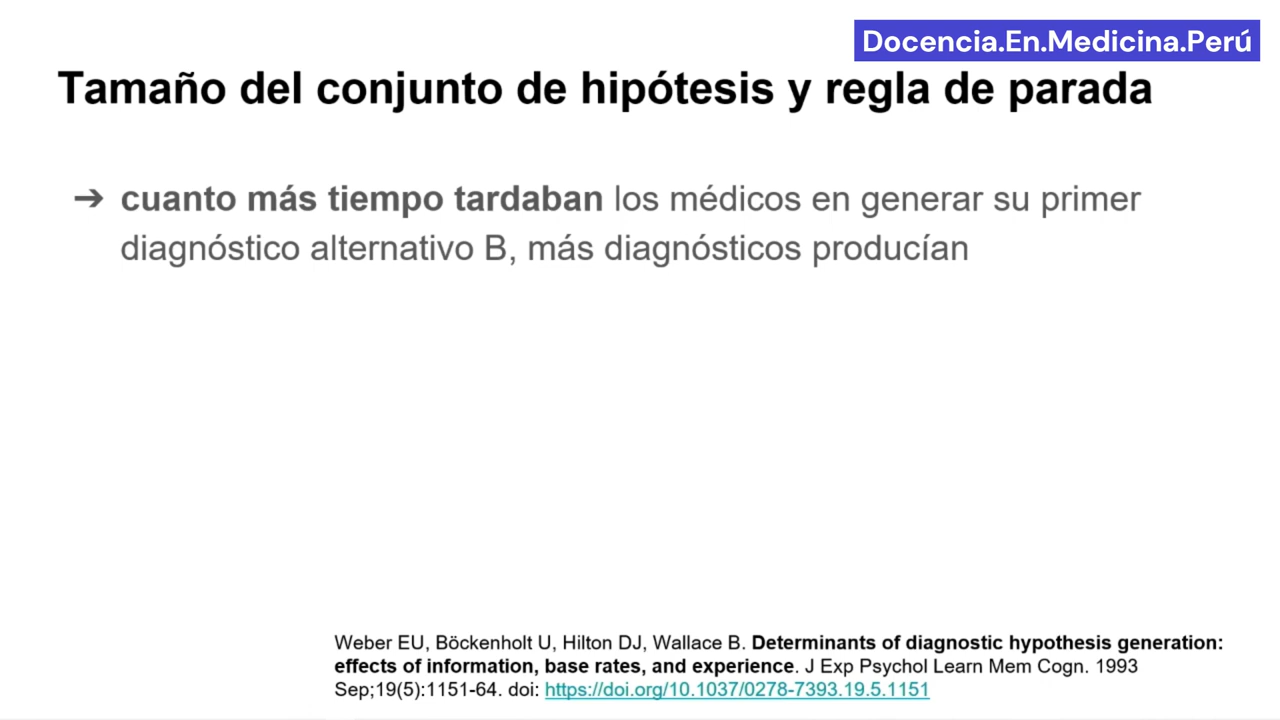 Docencia.En.Medicina.Perú
Tamaño del conjunto de hipótesis y regla de parada
➔ cuanto más tiempo tardaban los médicos en generar su primer
diagnóstico alternativo B, más diagnósticos producían
Weber EU, Böckenholt U, Hilton DJ, Wallace B. Determinants of diagnostic hypothesis generation:
effects of information, base rates, and experience. J Exp Psychol Learn Mem Cogn. 1993
Sep;19(5):1151-64. doi: https://doi.org/10.1037/0278-7393.19.5.1151